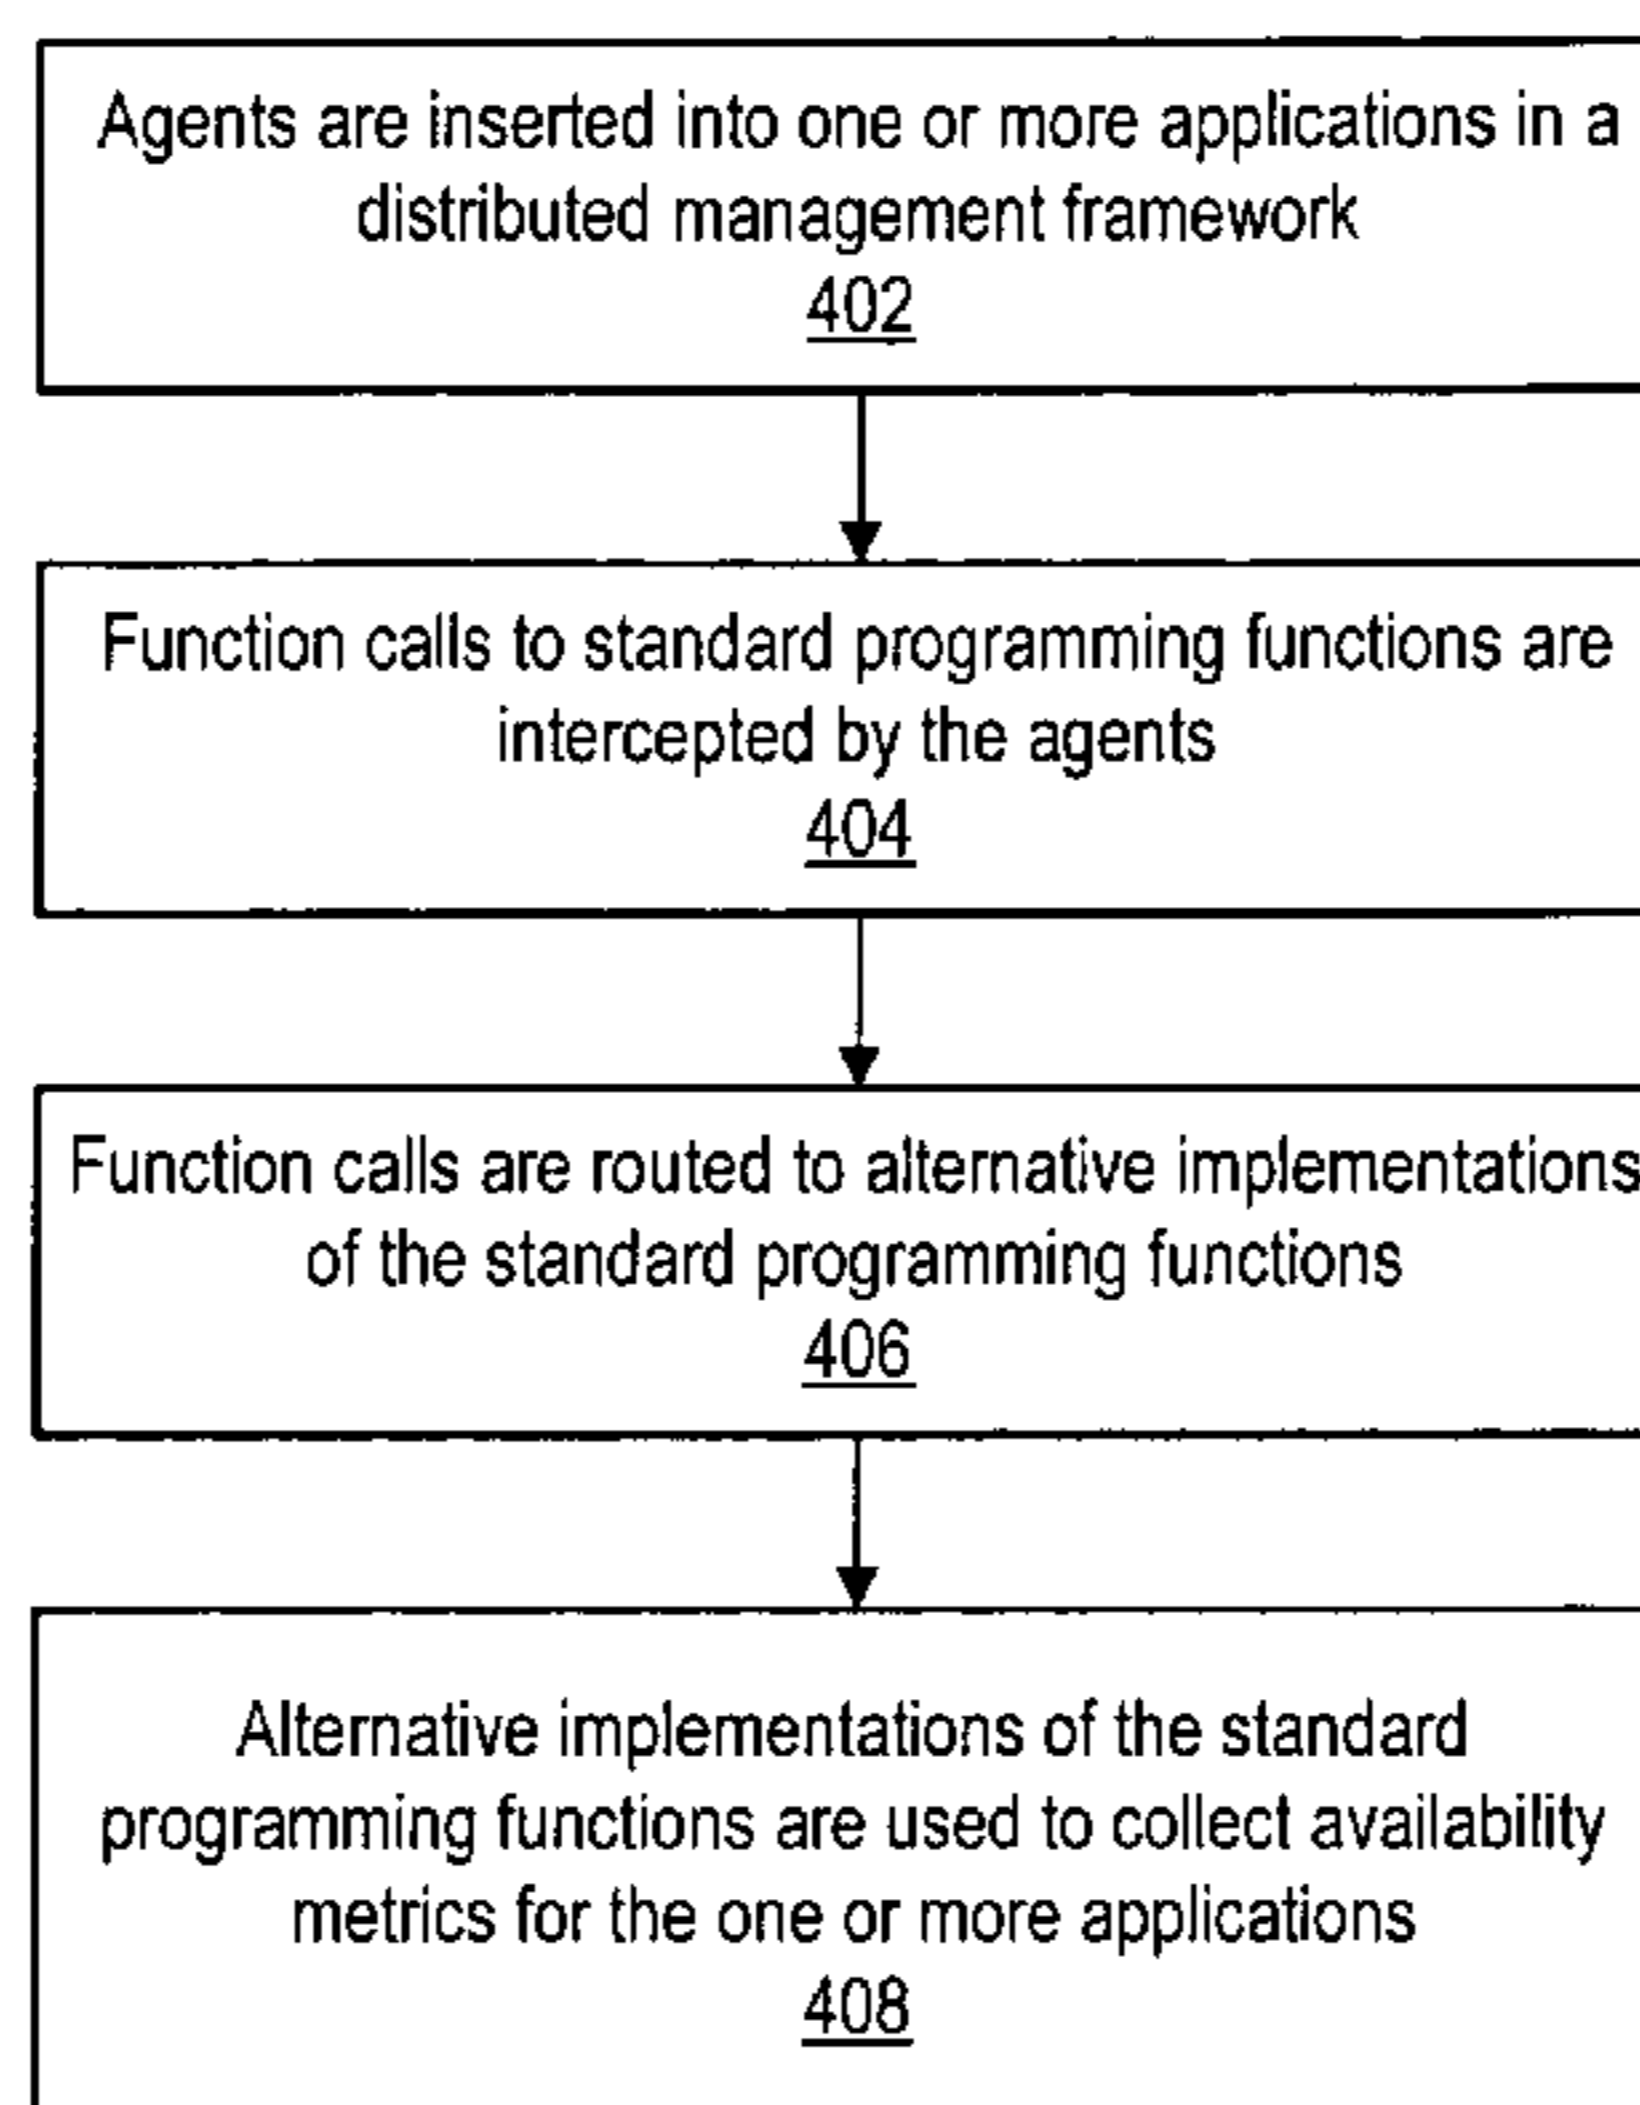 Agents are inserted into one or more applications in a
distributed management framework
402
Function calls to standard programming functions are
intercepted by the agents
404
Function calls are routed to alternative implementations
of the standard programming functions
406
Alternative implementations of the standard
programming functions are used to collect availability
metrics for the one or more applications
408